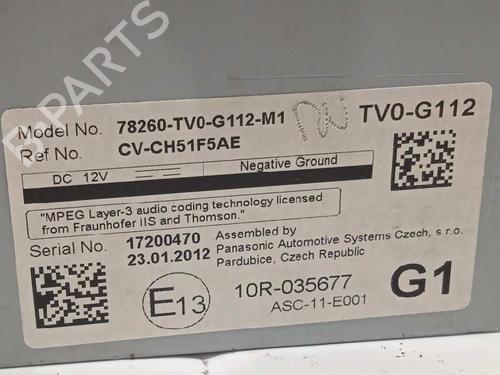 B-PARTS
Model No. 78260-TV0-G112-M1 TV0-G112
Ref No. CV-CH51F5AE
DC 12V Negative Ground
"MPEG Layer-3 audio coding technology licensed
from Fraunhofer IIS and Thomson."
Serial No. 17200470 Assembled by
23.01.2012 Panasonic Automotive Systems Czech, s.r.o.
Pardubice, Czech Republic
E13 10R-035677 G1
ASC-11-E001